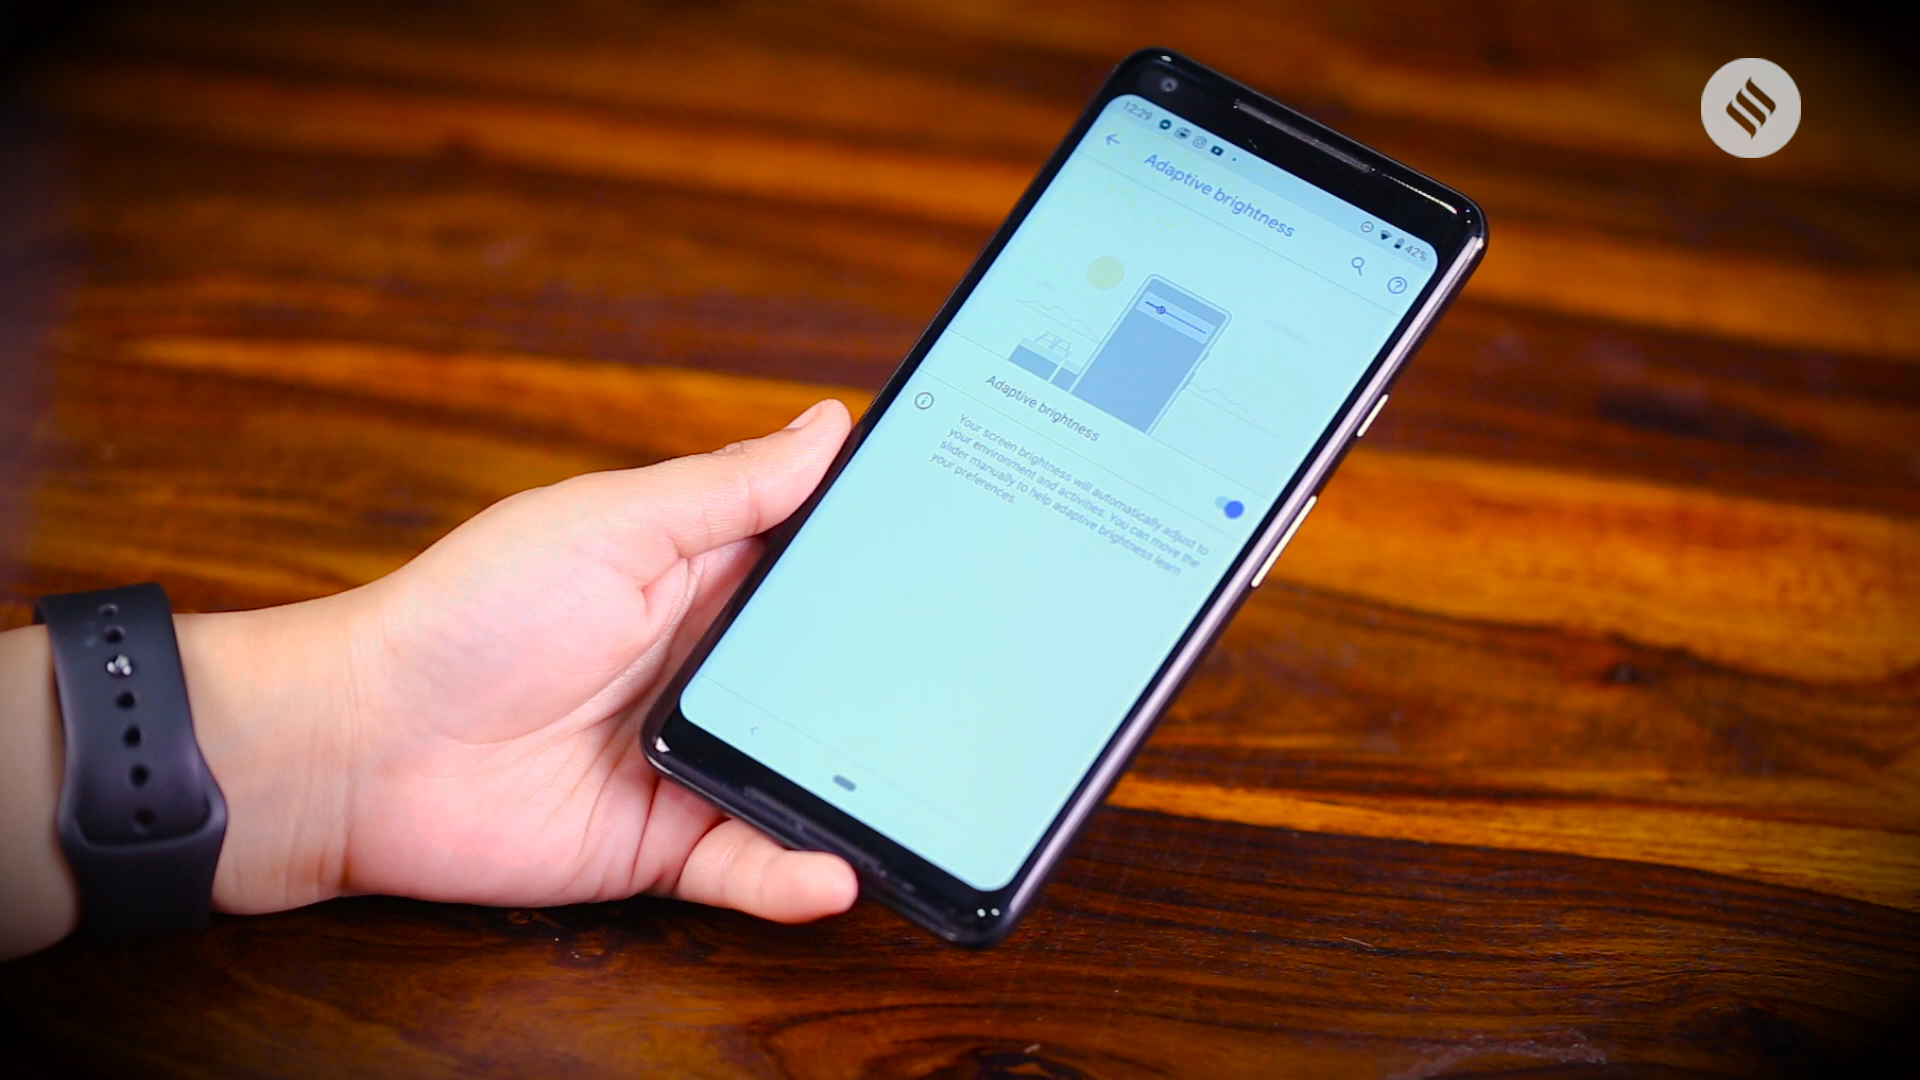 12:29
42%
Adaptive brightness
Adaptive brightness
Your screen brightness will automatically adjust to
your environment and activities. You can move the
slider manually to help adaptive brightness learn
your preferences.